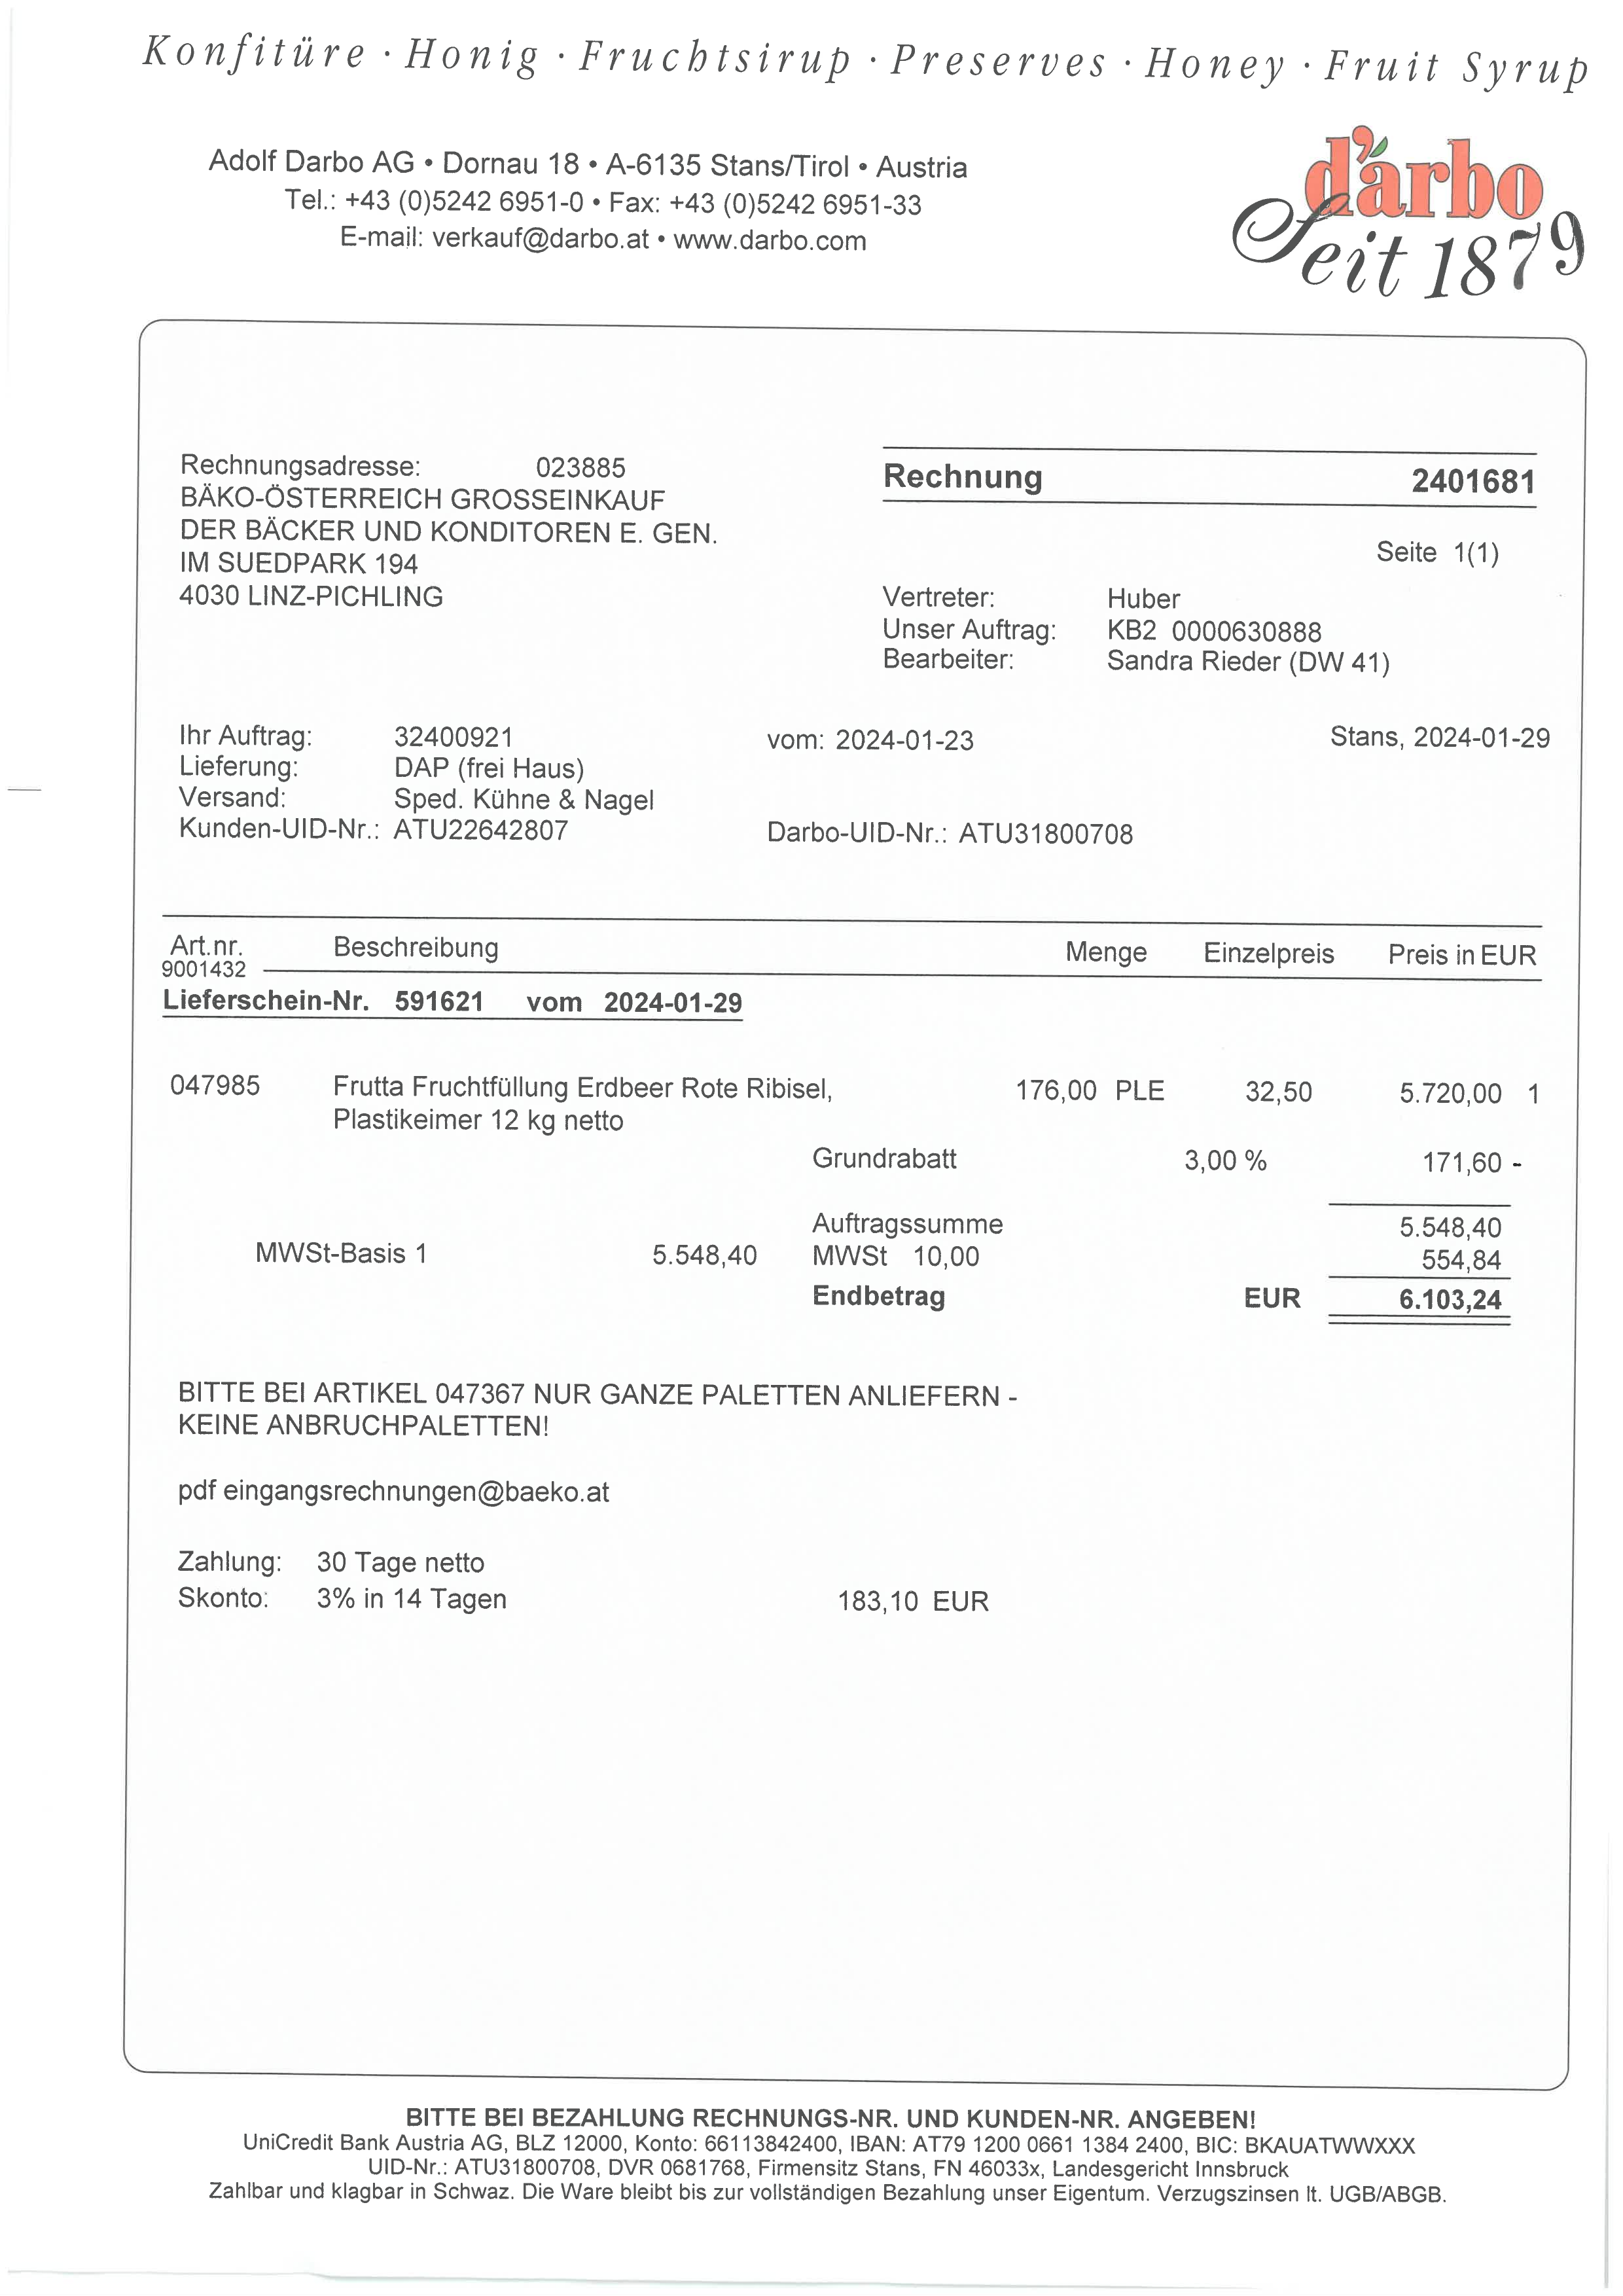 Konfitüre · Honig · Fruchtsirup · Preserves · Honey · Fruit Syrup
Adolf Darbo AG • Dornau 18 • A-6135 Stans/Tirol • Austria
Tel.: +43 (0)5242 6951-0 • Fax: +43 (0)5242 6951-33
E-mail: verkauf@darbo.at • www.darbo.com
d'arbo
Seit 1879
Rechnungsadresse: 023885
BÄKO-ÖSTERREICH GROSSEINKAUF
DER BÄCKER UND KONDITOREN E. GEN.
IM SUEDPARK 194
4030 LINZ-PICHLING
Rechnung 2401681
Seite 1(1)
Vertreter: Huber
Unser Auftrag: KB2 0000630888
Bearbeiter: Sandra Rieder (DW 41)
Ihr Auftrag: 32400921 vom: 2024-01-23 Stans, 2024-01-29
Lieferung: DAP (frei Haus)
Versand: Sped. Kühne & Nagel
Kunden-UID-Nr.: ATU22642807 Darbo-UID-Nr.: ATU31800708
Art.nr. Beschreibung Menge Einzelpreis Preis in EUR
9001432
Lieferschein-Nr. 591621 vom 2024-01-29
047985 Frutta Fruchtfüllung Erdbeer Rote Ribisel, 176,00 PLE 32,50 5.720,00 1
Plastikeimer 12 kg netto
Grundrabatt 3,00 % 171,60 -
Auftragssumme 5.548,40
MWSt-Basis 1 5.548,40 MWSt 10,00 554,84
Endbetrag EUR 6.103,24
BITTE BEI ARTIKEL 047367 NUR GANZE PALETTEN ANLIEFERN -
KEINE ANBRUCHPALETTEN!
pdf eingangsrechnungen@baeko.at
Zahlung: 30 Tage netto
Skonto: 3% in 14 Tagen 183,10 EUR
BITTE BEI BEZAHLUNG RECHNUNGS-NR. UND KUNDEN-NR. ANGEBEN!
UniCredit Bank Austria AG, BLZ 12000, Konto: 66113842400, IBAN: AT79 1200 0661 1384 2400, BIC: BKAUATWWXXX
UID-Nr.: ATU31800708, DVR 0681768, Firmensitz Stans, FN 46033x, Landesgericht Innsbruck
Zahlbar und klagbar in Schwaz. Die Ware bleibt bis zur vollständigen Bezahlung unser Eigentum. Verzugszinsen lt. UGB/ABGB.